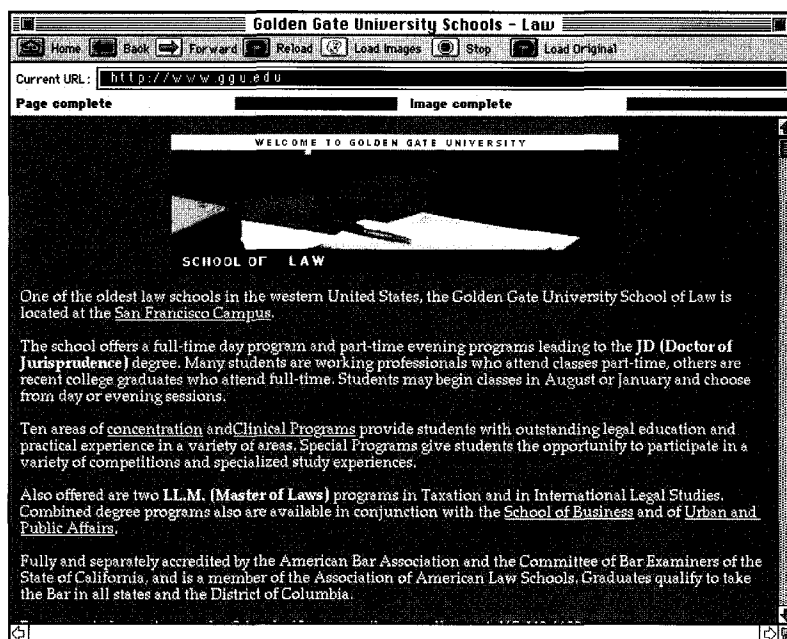 Golden Gate University Schools - Law
Home Back Forward Reload Load Images Stop Load Original
Current URL: http://www.ggu.edu
Page complete Image complete
WELCOME TO GOLDEN GATE UNIVERSITY
SCHOOL OF LAW
One of the oldest law schools in the western United States, the Golden Gate University School of Law is
located at the San Francisco Campus.
The school offers a full-time day program and part-time evening programs leading to the JD (Doctor of
Jurisprudence) degree. Many students are working professionals who attend classes part-time, others are
recent college graduates who attend full-time. Students may begin classes in August or January and choose
from day or evening sessions.
Ten areas of concentration andClinical Programs provide students with outstanding legal education and
practical experience in a variety of areas. Special Programs give students the opportunity to participate in a
variety of competitions and specialized study experiences.
Also offered are two LL.M. (Master of Laws) programs in Taxation and in International Legal Studies.
Combined degree programs also are available in conjunction with the School of Business and of Urban and
Public Affairs.
Fully and separately accredited by the American Bar Association and the Committee of Bar Examiners of the
State of California, and is a member of the Association of American Law Schools. Graduates qualify to take
the Bar in all states and the District of Columbia.